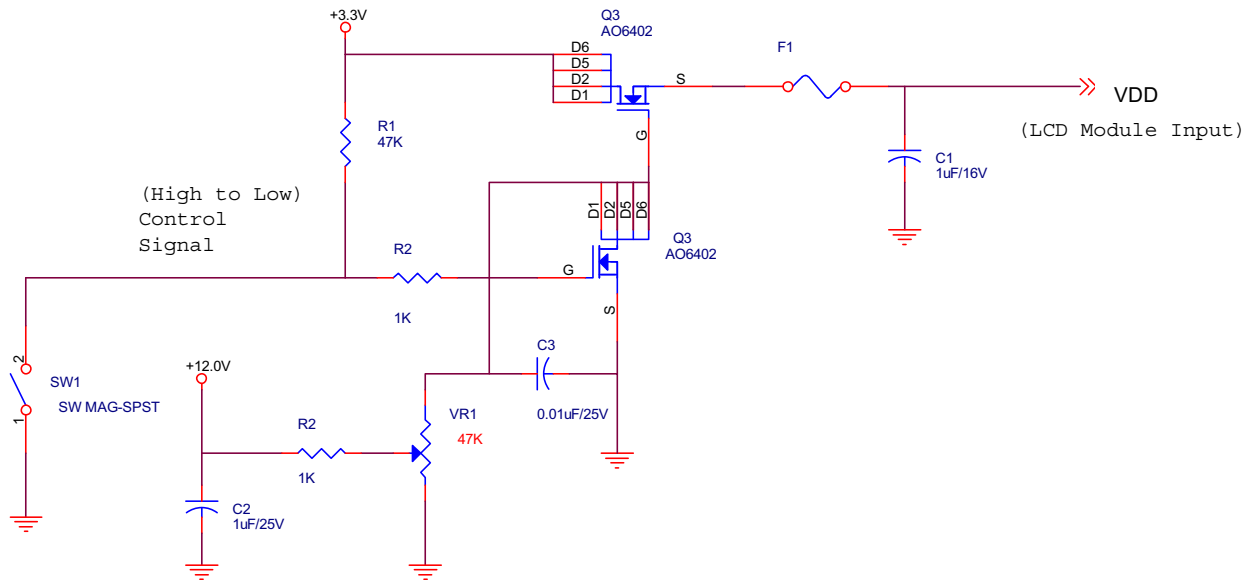 +3.3V
Q3
AO6402
D6
D5
D2
D1
S
G
F1
VDD
(LCD Module Input)
R1
47K
C1
1uF/16V
(High to Low)
Control
Signal
D1
D2
D5
D6
Q3
AO6402
R2
G
1K
S
2
1
SW1
SW MAG-SPST
+12.0V
C3
0.01uF/25V
VR1
47K
R2
1K
C2
1uF/25V